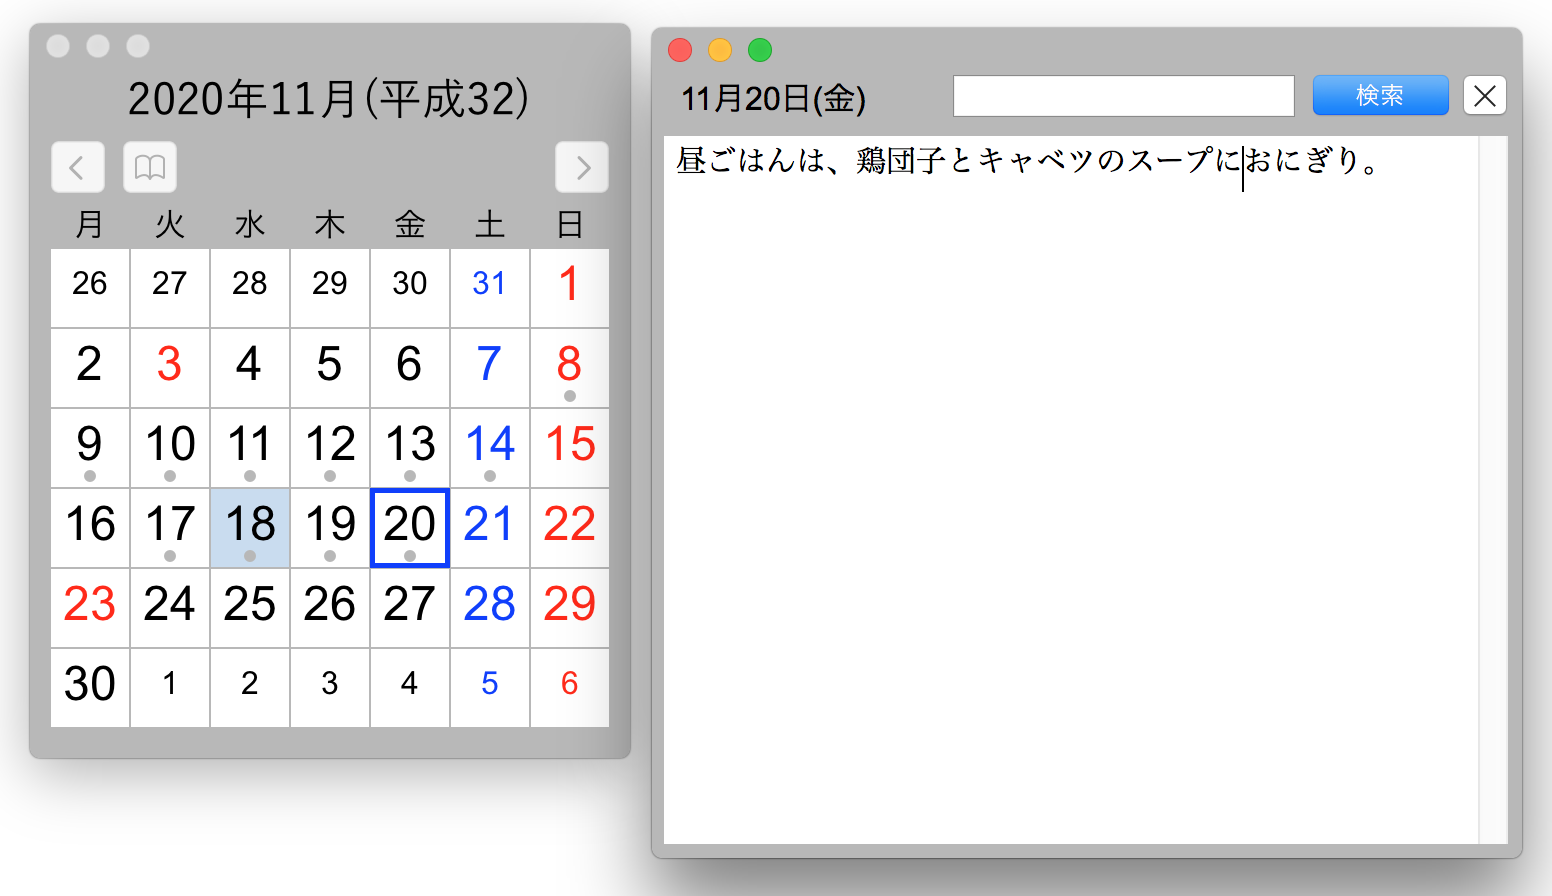 2020年11月(平成32)
月 火 水 木 金 土 日
26 27 28 29 30 31 1
2 3 4 5 6 7 8
9 10 11 12 13 14 15
16 17 18 19 20 21 22
23 24 25 26 27 28 29
30 1 2 3 4 5 6
11月20日(金) 検索
昼ごはんは、鶏団子とキャベツのスープにおにぎり。